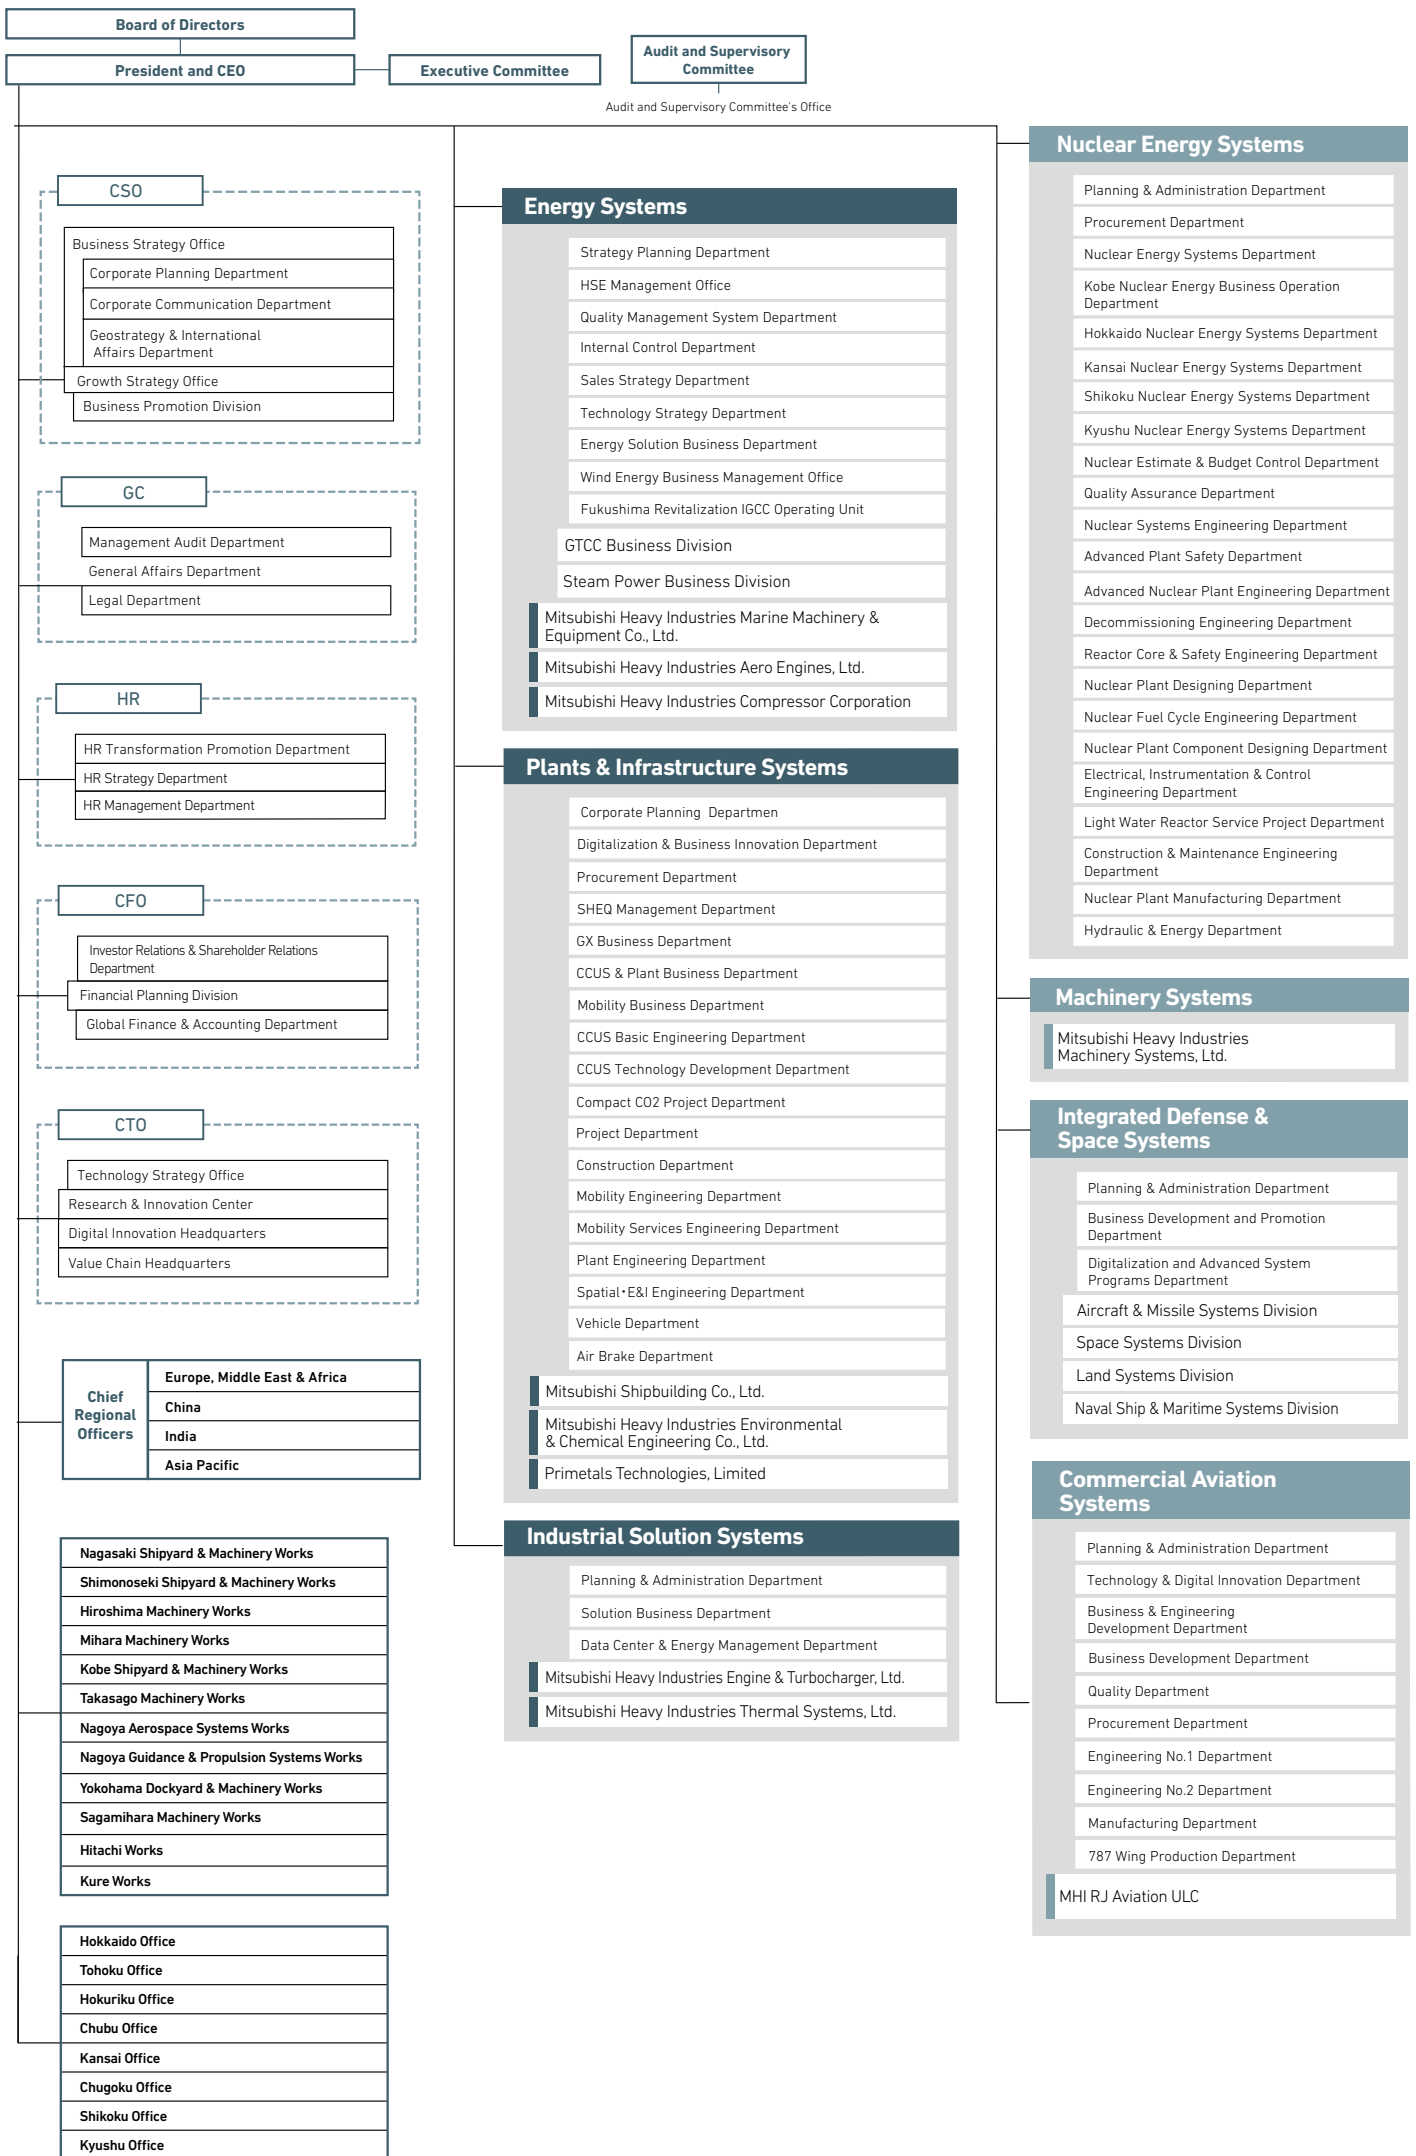 Board of Directors
President and CEO
Executive Committee
Audit and Supervisory
Committee
Audit and Supervisory Committee's Office
CSO
Business Strategy Office
Corporate Planning Department
Corporate Communication Department
Geostrategy & International
Affairs Department
Growth Strategy Office
Business Promotion Division
GC
Management Audit Department
General Affairs Department
Legal Department
HR
HR Transformation Promotion Department
HR Strategy Department
HR Management Department
CFO
Investor Relations & Shareholder Relations
Department
Financial Planning Division
Global Finance & Accounting Department
CTO
Technology Strategy Office
Research & Innovation Center
Digital Innovation Headquarters
Value Chain Headquarters
Chief
Regional
Officers
Europe, Middle East & Africa
China
India
Asia Pacific
Nagasaki Shipyard & Machinery Works
Shimonoseki Shipyard & Machinery Works
Hiroshima Machinery Works
Mihara Machinery Works
Kobe Shipyard & Machinery Works
Takasago Machinery Works
Nagoya Aerospace Systems Works
Nagoya Guidance & Propulsion Systems Works
Yokohama Dockyard & Machinery Works
Sagamihara Machinery Works
Hitachi Works
Kure Works
Hokkaido Office
Tohoku Office
Hokuriku Office
Chubu Office
Kansai Office
Chugoku Office
Shikoku Office
Kyushu Office
Energy Systems
Strategy Planning Department
HSE Management Office
Quality Management System Department
Internal Control Department
Sales Strategy Department
Technology Strategy Department
Energy Solution Business Department
Wind Energy Business Management Office
Fukushima Revitalization IGCC Operating Unit
GTCC Business Division
Steam Power Business Division
Mitsubishi Heavy Industries Marine Machinery &
Equipment Co., Ltd.
Mitsubishi Heavy Industries Aero Engines, Ltd.
Mitsubishi Heavy Industries Compressor Corporation
Plants & Infrastructure Systems
Corporate Planning Departmen
Digitalization & Business Innovation Department
Procurement Department
SHEQ Management Department
GX Business Department
CCUS & Plant Business Department
Mobility Business Department
CCUS Basic Engineering Department
CCUS Technology Development Department
Compact CO2 Project Department
Project Department
Construction Department
Mobility Engineering Department
Mobility Services Engineering Department
Plant Engineering Department
Spatial・E&I Engineering Department
Vehicle Department
Air Brake Department
Mitsubishi Shipbuilding Co., Ltd.
Mitsubishi Heavy Industries Environmental
& Chemical Engineering Co., Ltd.
Primetals Technologies, Limited
Industrial Solution Systems
Planning & Administration Department
Solution Business Department
Data Center & Energy Management Department
Mitsubishi Heavy Industries Engine & Turbocharger, Ltd.
Mitsubishi Heavy Industries Thermal Systems, Ltd.
Nuclear Energy Systems
Planning & Administration Department
Procurement Department
Nuclear Energy Systems Department
Kobe Nuclear Energy Business Operation
Department
Hokkaido Nuclear Energy Systems Department
Kansai Nuclear Energy Systems Department
Shikoku Nuclear Energy Systems Department
Kyushu Nuclear Energy Systems Department
Nuclear Estimate & Budget Control Department
Quality Assurance Department
Nuclear Systems Engineering Department
Advanced Plant Safety Department
Advanced Nuclear Plant Engineering Department
Decommissioning Engineering Department
Reactor Core & Safety Engineering Department
Nuclear Plant Designing Department
Nuclear Fuel Cycle Engineering Department
Nuclear Plant Component Designing Department
Electrical, Instrumentation & Control
Engineering Department
Light Water Reactor Service Project Department
Construction & Maintenance Engineering
Department
Nuclear Plant Manufacturing Department
Hydraulic & Energy Department
Machinery Systems
Mitsubishi Heavy Industries
Machinery Systems, Ltd.
Integrated Defense &
Space Systems
Planning & Administration Department
Business Development and Promotion
Department
Digitalization and Advanced System
Programs Department
Aircraft & Missile Systems Division
Space Systems Division
Land Systems Division
Naval Ship & Maritime Systems Division
Commercial Aviation
Systems
Planning & Administration Department
Technology & Digital Innovation Department
Business & Engineering
Development Department
Business Development Department
Quality Department
Procurement Department
Engineering No.1 Department
Engineering No.2 Department
Manufacturing Department
787 Wing Production Department
MHI RJ Aviation ULC